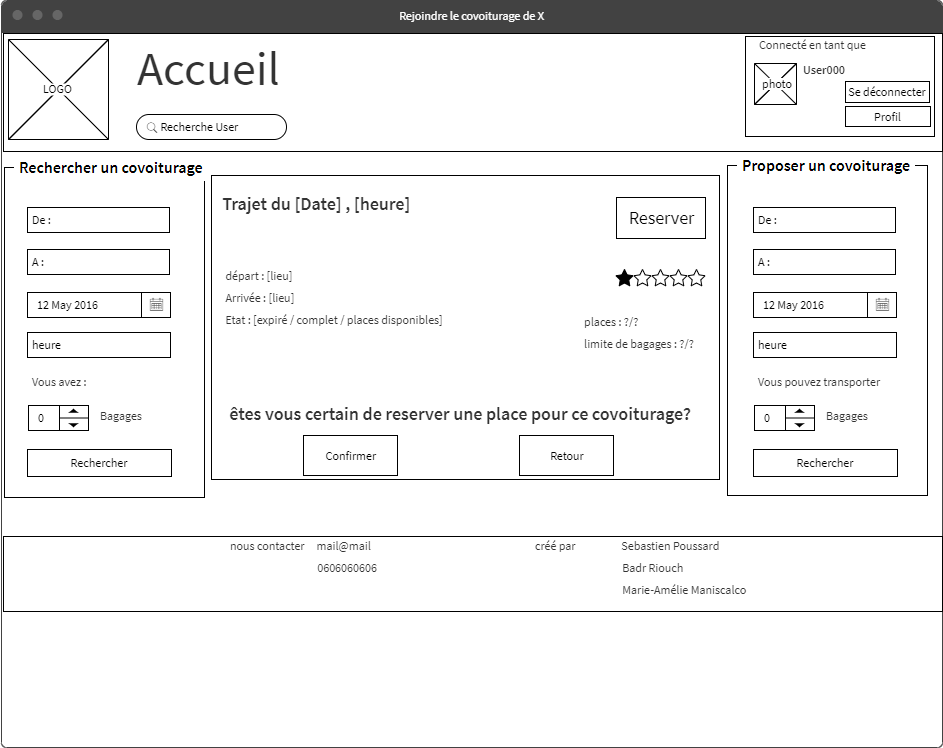 Rejoindre le covoiturage de X
LOGO
Accueil
Recherche User
Connecté en tant que
photo
User000
Se déconnecter
Profil
Rechercher un covoiturage
De :
A :
12 May 2016
heure
Vous avez :
0
Bagages
Rechercher
Trajet du [Date] , [heure]
Reserver
départ : [lieu]
Arrivée : [lieu]
Etat : [expiré / complet / places disponibles]
places : ?/?
limite de bagages : ?/?
êtes vous certain de reserver une place pour ce covoiturage?
Confirmer
Retour
Proposer un covoiturage
De :
A :
12 May 2016
heure
Vous pouvez transporter
0
Bagages
Rechercher
nous contacter
mail@mail
0606060606
créé par
Sebastien Poussard
Badr Riouch
Marie-Amélie Maniscalco